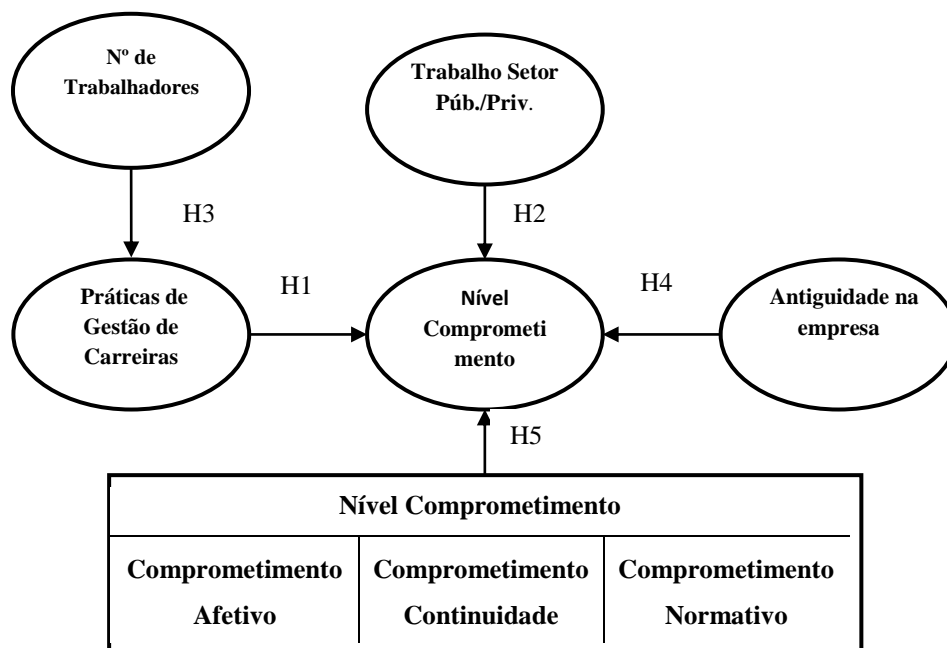 Nº de
Trabalhadores
Trabalho Setor
Púb./Priv.
H3
H2
Práticas de
Gestão de
Carreiras
H1
Nível
Comprometi
mento
H4
Antiguidade na
empresa
H5
Nível Comprometimento
Comprometimento
Afetivo
Comprometimento
Continuidade
Comprometimento
Normativo